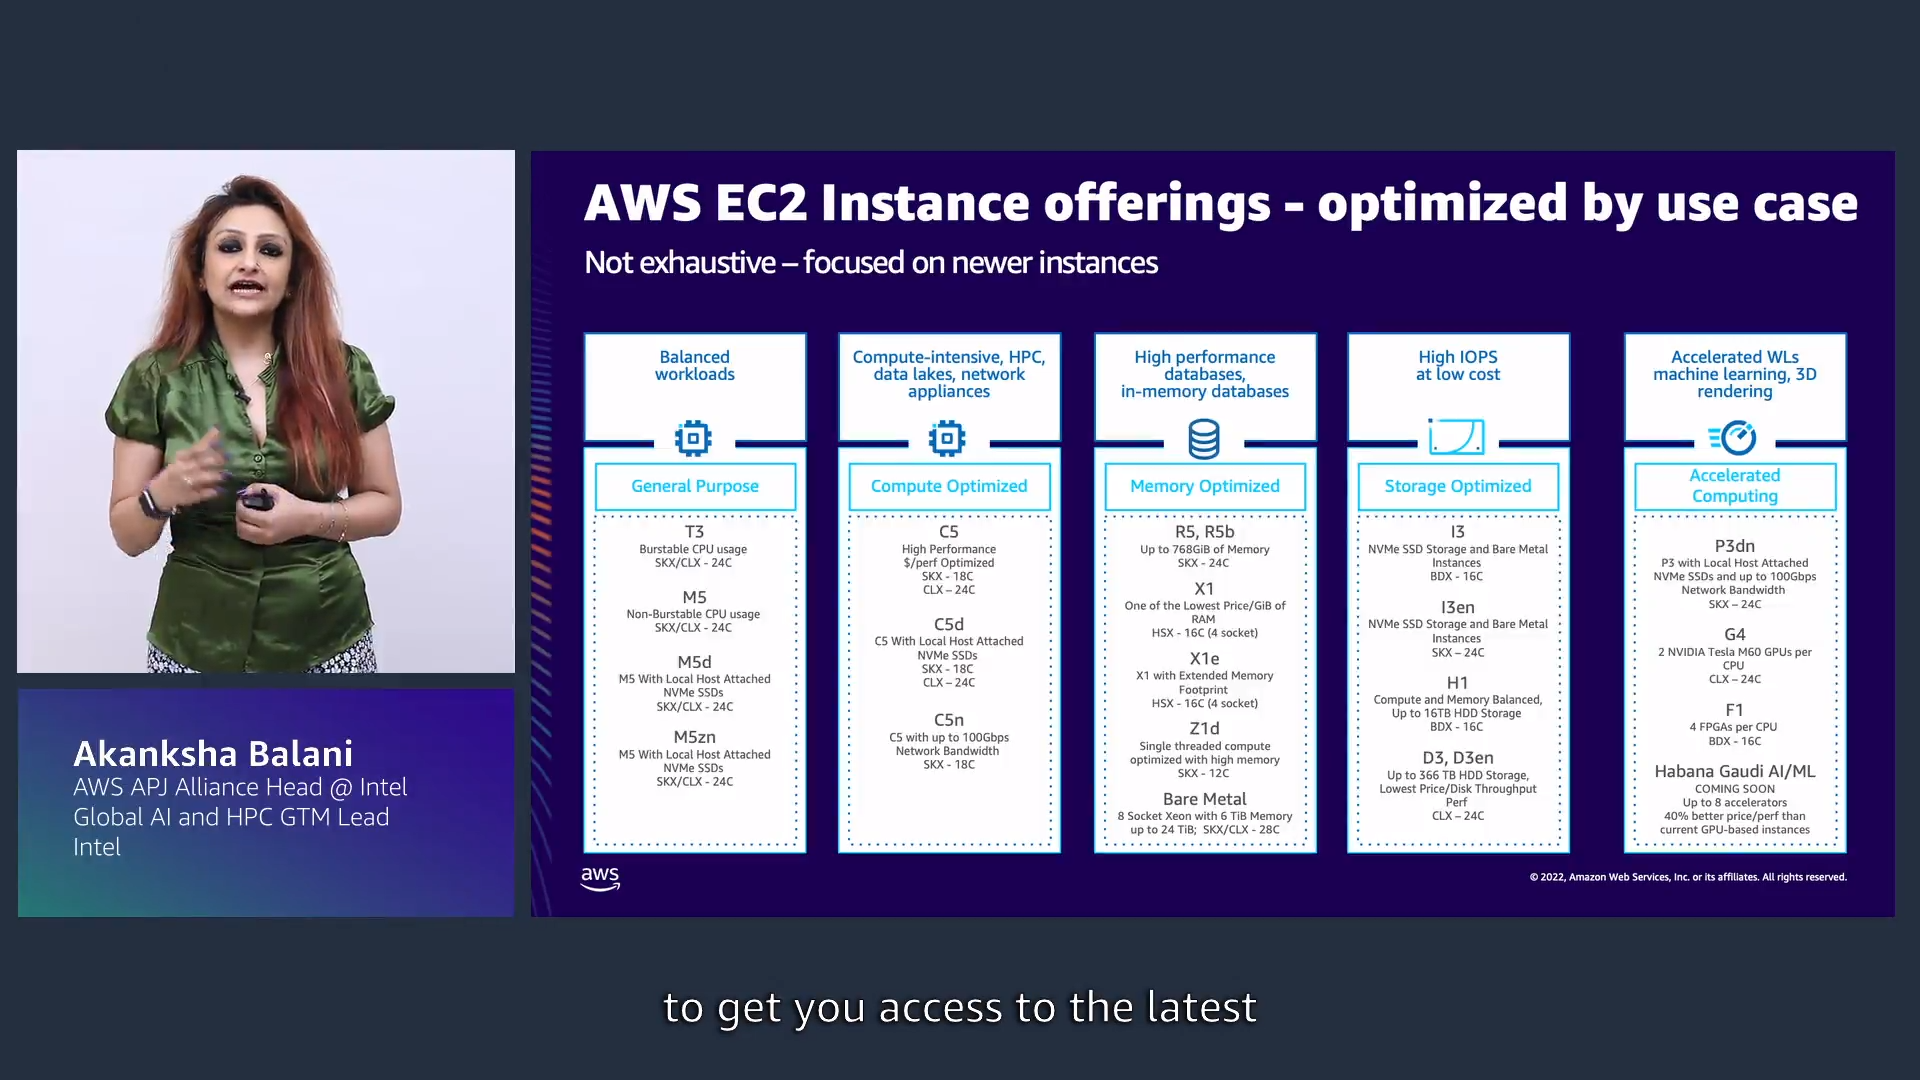 AWS EC2 Instance offerings - optimized by use case
Not exhaustive – focused on newer instances
Balanced
workloads
General Purpose
T3
Burstable CPU usage
SKX/CLX - 24C
M5
Non-Burstable CPU usage
SKX/CLX - 24C
M5d
M5 With Local Host Attached
NVMe SSDs
SKX/CLX - 24C
M5zn
M5 With Local Host Attached
NVMe SSDs
SKX/CLX - 24C
Compute-intensive, HPC,
data lakes, network
appliances
Compute Optimized
C5
High Performance
$/perf Optimized
SKX - 18C
CLX – 24C
C5d
C5 With Local Host Attached
NVMe SSDs
SKX - 18C
CLX – 24C
C5n
C5 with up to 100Gbps
Network Bandwidth
SKX - 18C
High performance
databases,
in-memory databases
Memory Optimized
R5, R5b
Up to 768GiB of Memory
SKX - 24C
X1
One of the Lowest Price/GiB of
RAM
HSX - 16C (4 socket)
X1e
X1 with Extended Memory
Footprint
HSX - 16C (4 socket)
Z1d
Single threaded compute
optimized with high memory
SKX - 12C
Bare Metal
8 Socket Xeon with 6 TiB Memory
up to 24 TiB; SKX/CLX - 28C
High IOPS
at low cost
Storage Optimized
I3
NVMe SSD Storage and Bare Metal
Instances
BDX - 16C
I3en
NVMe SSD Storage and Bare Metal
Instances
SKX – 24C
H1
Compute and Memory Balanced,
Up to 16TB HDD Storage
BDX - 16C
D3, D3en
Up to 366 TB HDD Storage,
Lowest Price/Disk Throughput
Perf
CLX – 24C
Accelerated WLs
machine learning, 3D
rendering
Accelerated
Computing
P3dn
P3 with Local Host Attached
NVMe SSDs and up to 100Gbps
Network Bandwidth
SKX – 24C
G4
2 NVIDIA Tesla M60 GPUs per
CPU
CLX – 24C
F1
4 FPGAs per CPU
BDX - 16C
Habana Gaudi AI/ML
COMING SOON
Up to 8 accelerators
40% better price/perf than
current GPU-based instances
aws
© 2022, Amazon Web Services, Inc. or its affiliates. All rights reserved.
Akanksha Balani
AWS APJ Alliance Head @ Intel
Global AI and HPC GTM Lead
Intel
to get you access to the latest